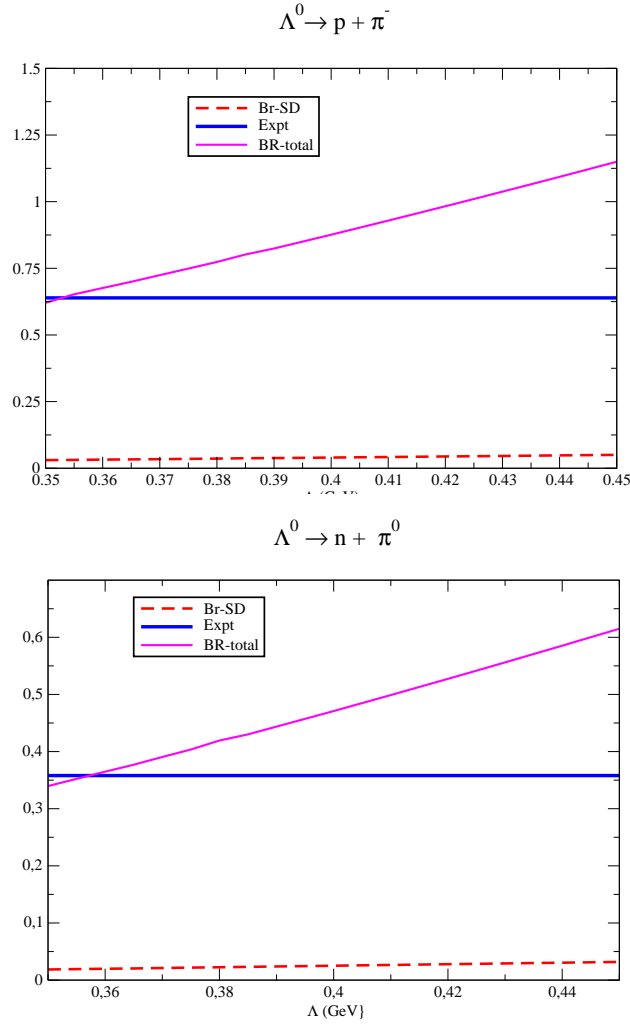 Λ⁰ → p + π⁻
1.5
Br-SD
Expt
BR-total
1.25
1
0.75
0.5
0.25
0
0.35 0.36 0.37 0.38 0.39 0.4 0.41 0.42 0.43 0.44 0.45
Λ⁰ → n + π⁰
Br-SD
Expt
BR-total
0,6
0,5
0,4
0,3
0,2
0,1
0
0,36 0,38 0,4 0,42 0,44
Λ (GeV}